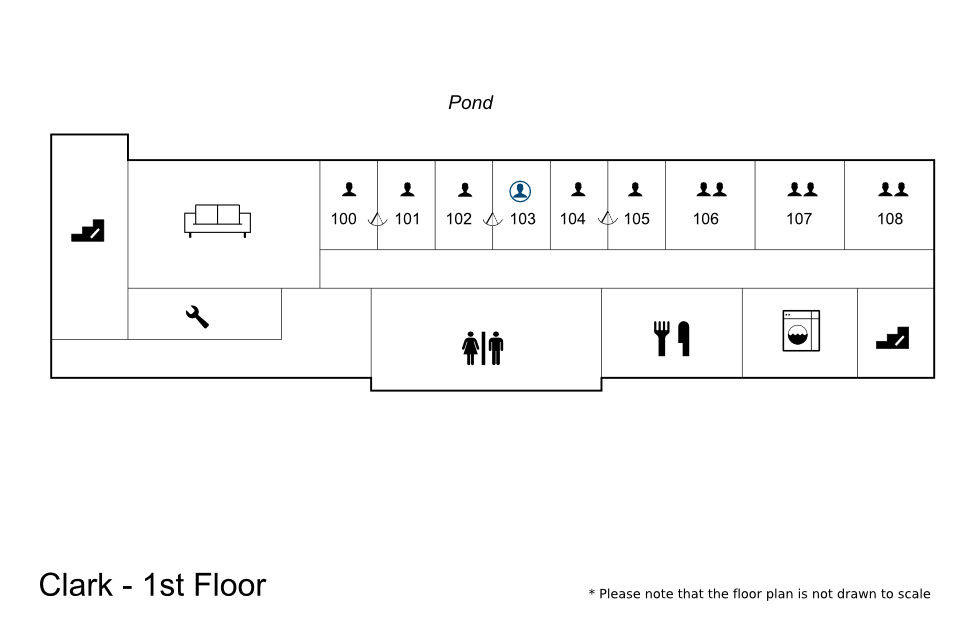 Pond
100 101 102 103 104 105 106 107 108
Clark - 1st Floor
* Please note that the floor plan is not drawn to scale